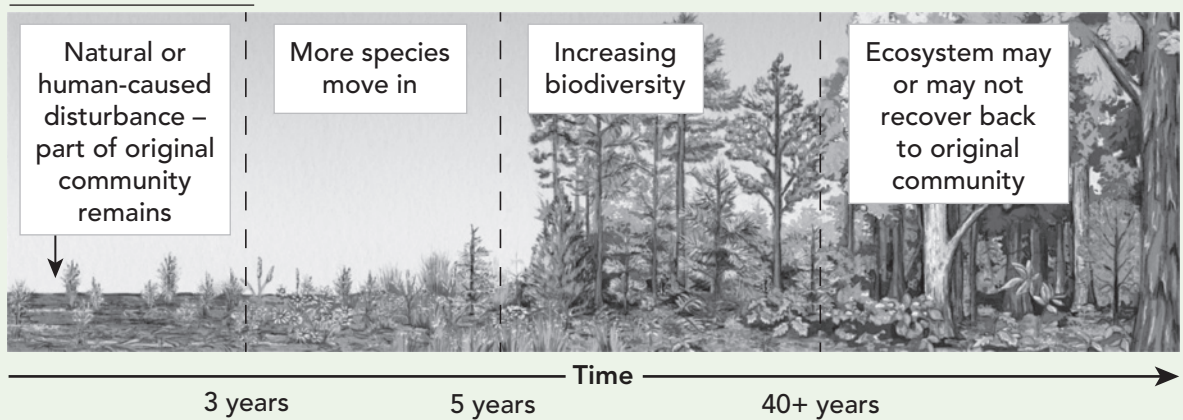 Natural or
human-caused
disturbance –
part of original
community
remains
More species
move in
Increasing
biodiversity
Ecosystem may
or may not
recover back
to original
community
Time
3 years
5 years
40+ years